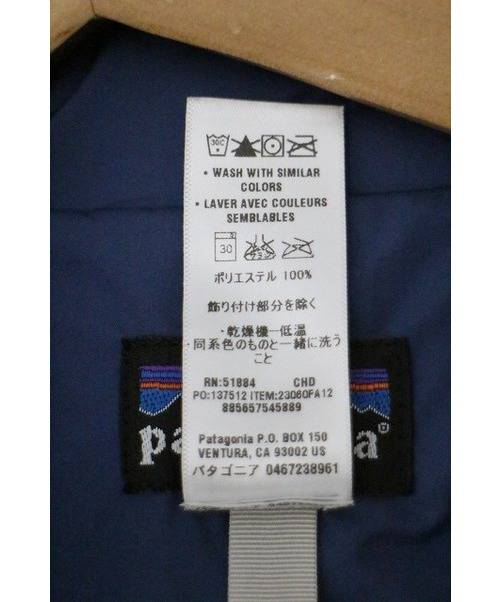 30C
• WASH WITH SIMILAR
COLORS
• LAVER AVEC COULEURS
SEMBLABLES
30
ポリエステル 100%
飾り付け部分を除く
・乾燥機–低温
・同系色のものと一緒に洗う
こと
RN:51884 CHD
PO:137512 ITEM:23060FA12
885657545889
pa a®
Patagonia P.O. BOX 150
VENTURA, CA 93002 US
パタゴニア 0467238961